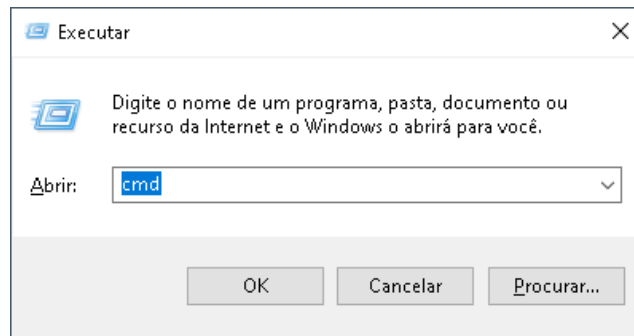 Executar
Digite o nome de um programa, pasta, documento ou
recurso da Internet e o Windows o abrirá para você.
Abrir:
cmd
OK
Cancelar
Procurar...